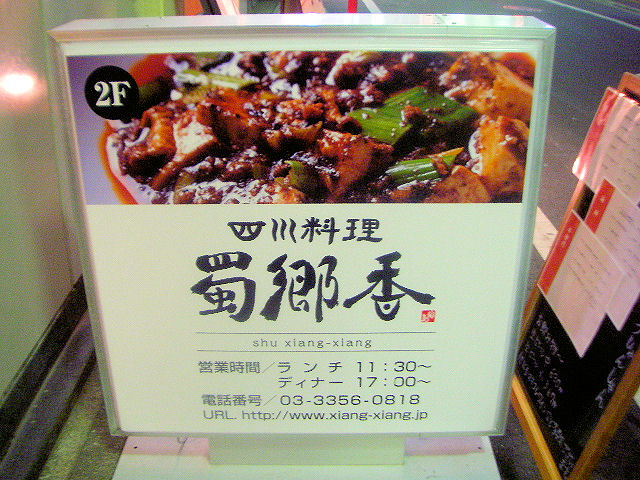 2F
四川料理
蜀郷香
shu xiang-xiang
営業時間／ランチ 11：30〜
ディナー 17：00〜
電話番号／03-3356-0818
URL. http://www.xiang-xiang.jp